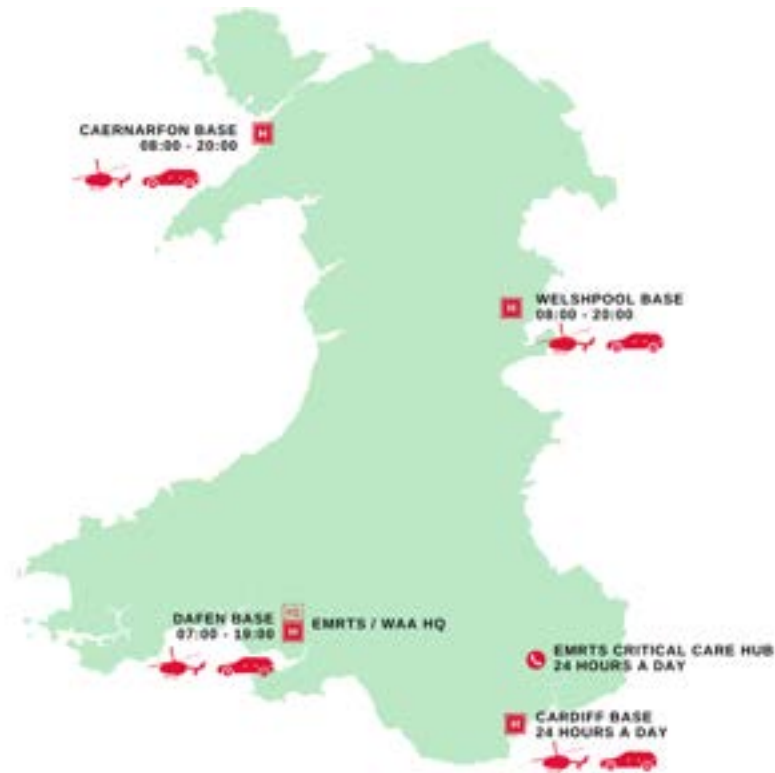 CAERNARFON BASE
08:00 - 20:00
H
WELSHPOOL BASE
08:00 - 20:00
H
DAFEN BASE
07:00 - 19:00
HQ
H
EMRTS / WAA HQ
EMRTS CRITICAL CARE HUB
24 HOURS A DAY
H
CARDIFF BASE
24 HOURS A DAY